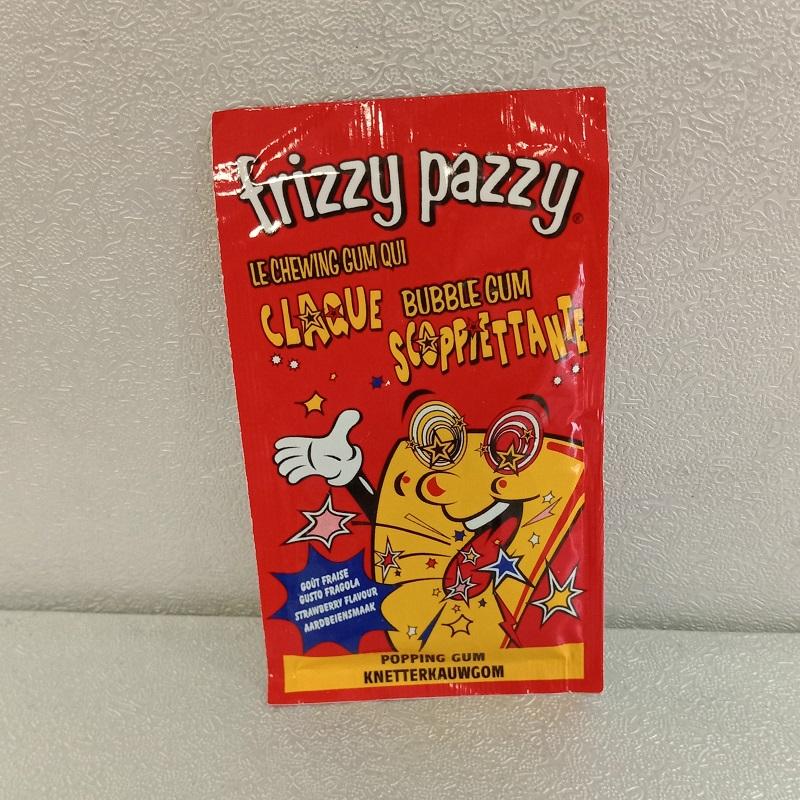 frizzy pazzy®
LE CHEWING GUM QUI
CLAQUE
BUBBLE GUM
SCOPPIETTANTE
GOÛT FRAISE
GUSTO FRAGOLA
STRAWBERRY FLAVOUR
AARDBEIENSMAAK
POPPING GUM
KNETTERKAUWGOM